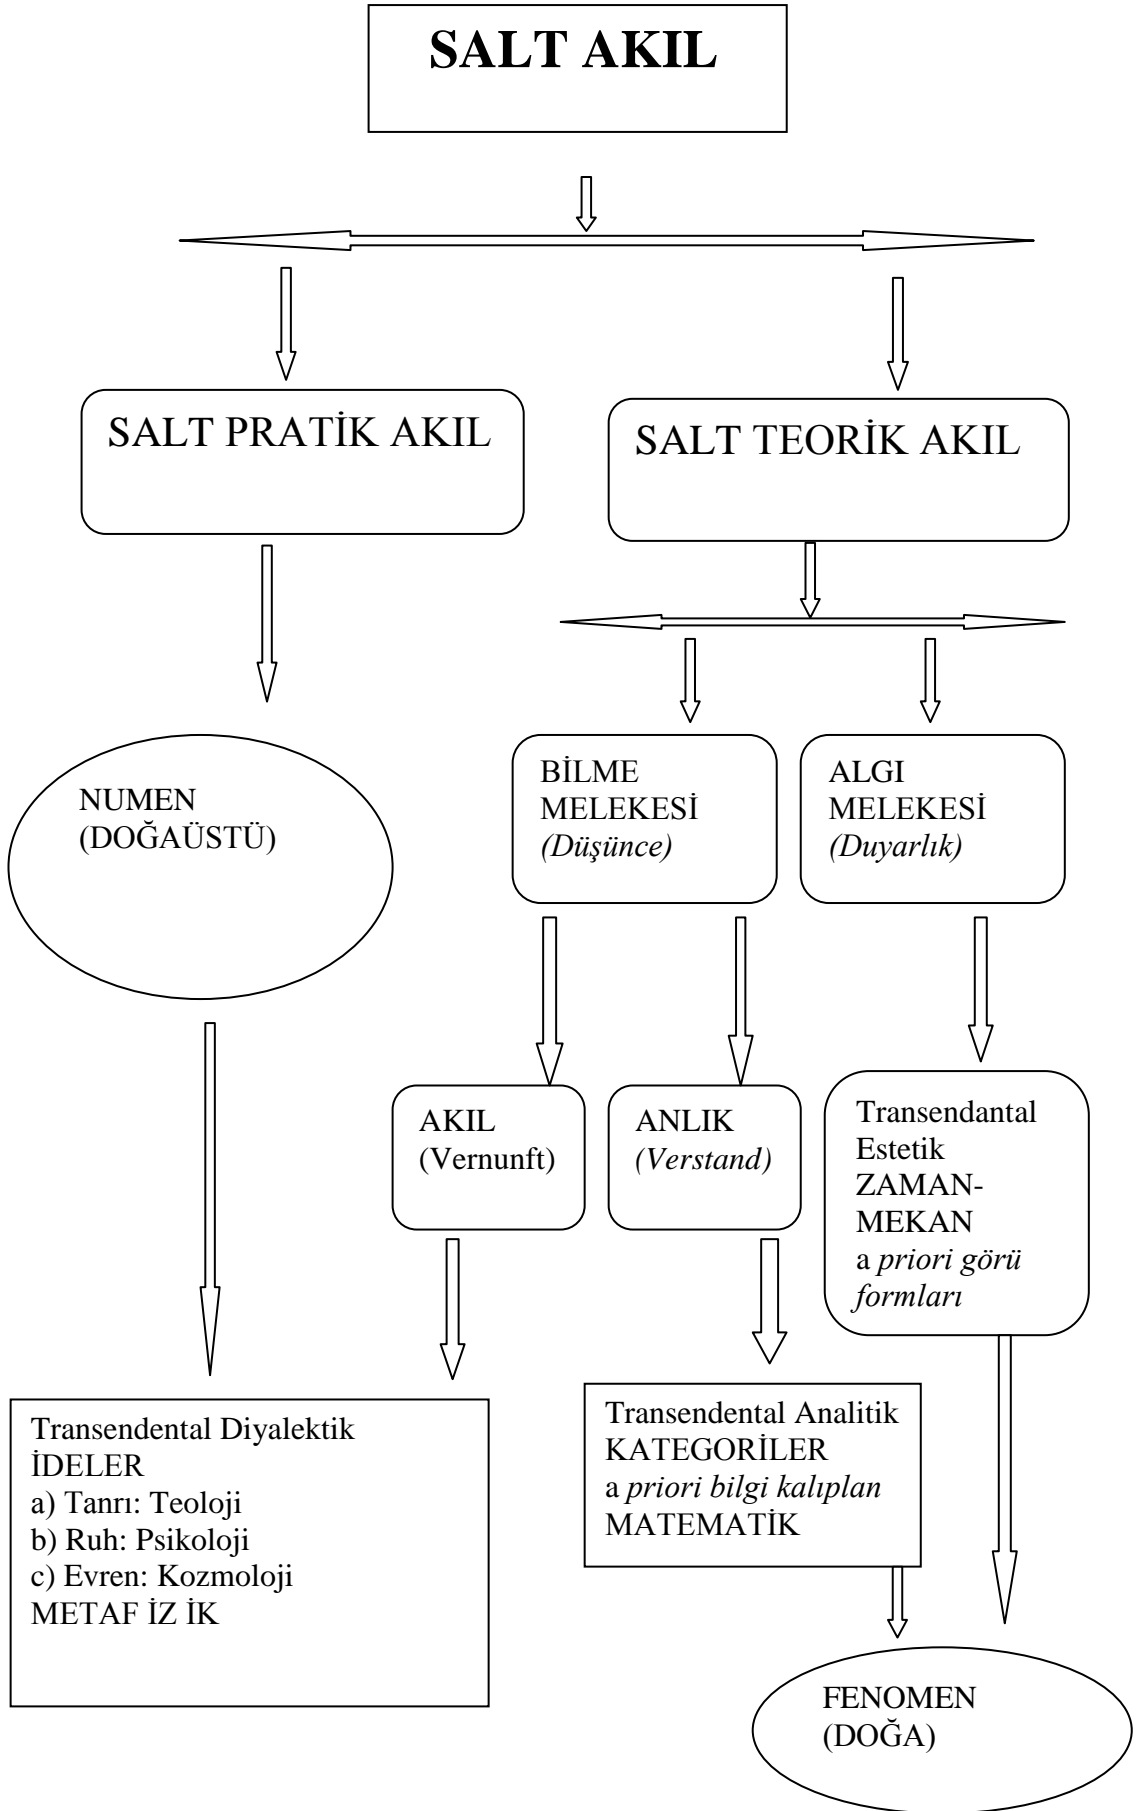 SALT AKIL
SALT PRATİK AKIL
SALT TEORİK AKIL
NUMEN
(DOĞAÜSTÜ)
BİLME
MELEKESİ
(Düşünce)
ALGI
MELEKESİ
(Duyarlık)
AKIL
(Vernunft)
ANLIK
(Verstand)
Transendantal
Estetik
ZAMAN-
MEKAN
a priori görü
formları
Transendental Diyalektik
İDELER
a) Tanrı: Teoloji
b) Ruh: Psikoloji
c) Evren: Kozmoloji
METAF İZ İK
Transendental Analitik
KATEGORİLER
a priori bilgi kalıplan
MATEMATİK
FENOMEN
(DOĞA)